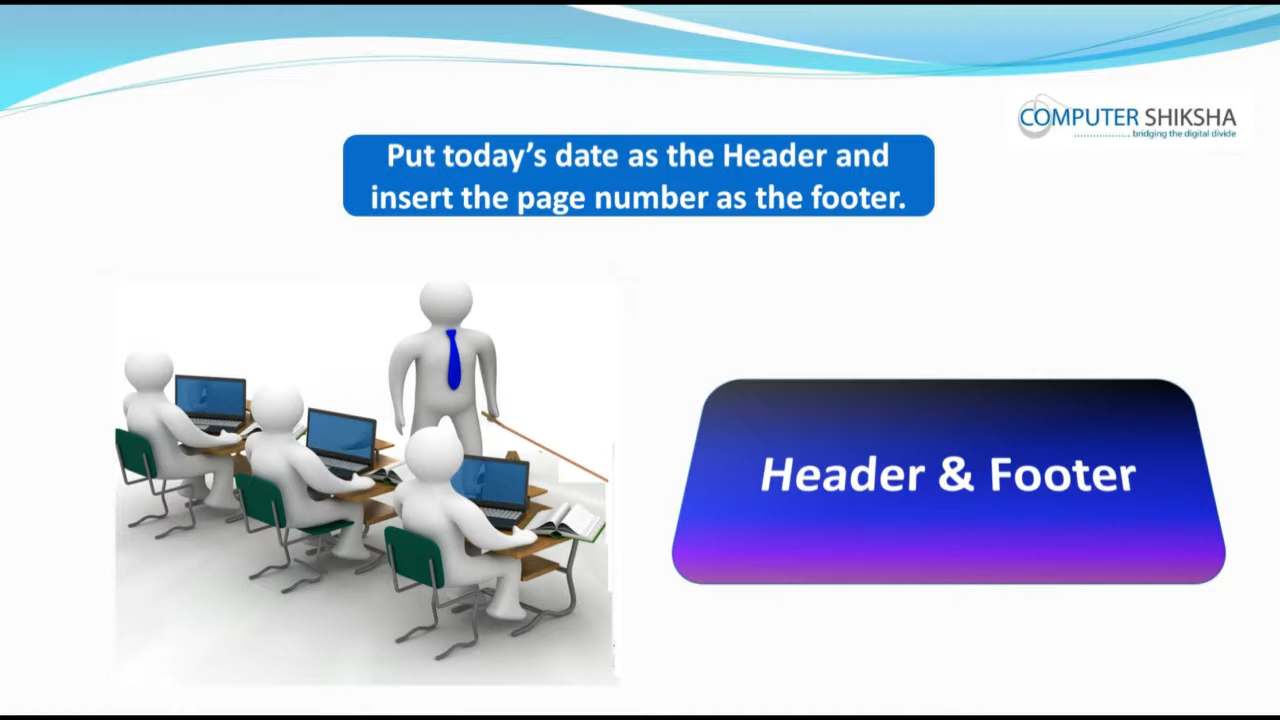 COMPUTER SHIKSHA
bridging the digital divide
Put today's date as the Header and
insert the page number as the footer.
Header & Footer